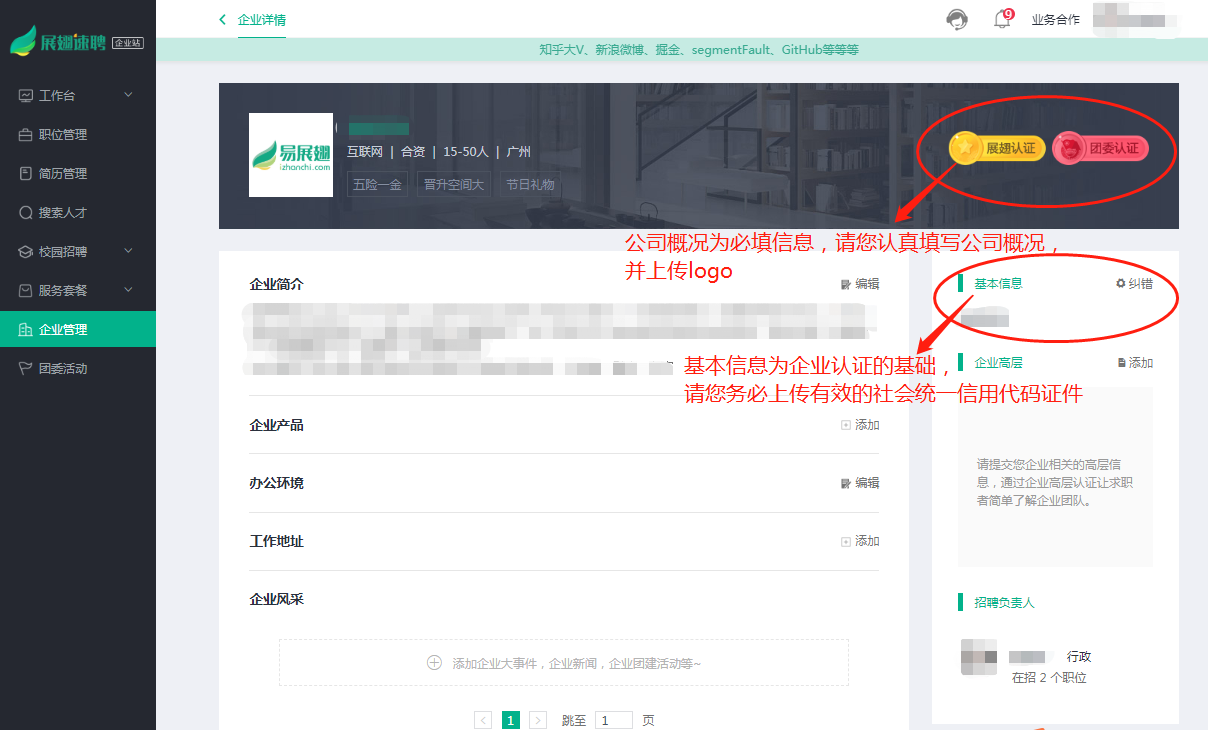 展翅速聘 企业站
企业详情
9
业务合作
知乎大V、新浪微博、掘金、segmentFault、GitHub等等等
工作台
职位管理
简历管理
搜索人才
校园招聘
服务套餐
企业管理
团委活动
易展翅
izhanchi.com
互联网 | 合资 | 15-50人 | 广州
五险一金 晋升空间大 节日礼物
展翅认证 团委认证
公司概况为必填信息，请您认真填写公司概况，
并上传logo
企业简介 编辑
基本信息 纠错
基本信息为企业认证的基础，
请您务必上传有效的社会统一信用代码证件
企业高层 添加
企业产品 添加
请提交您企业相关的高层信
息，通过企业高层认证让求职
者简单了解企业团队。
办公环境 编辑
工作地址 添加
企业风采
添加企业大事件，企业新闻，企业团建活动等~
招聘负责人
行政
在招 2 个职位
< 1 > 跳至 1 页